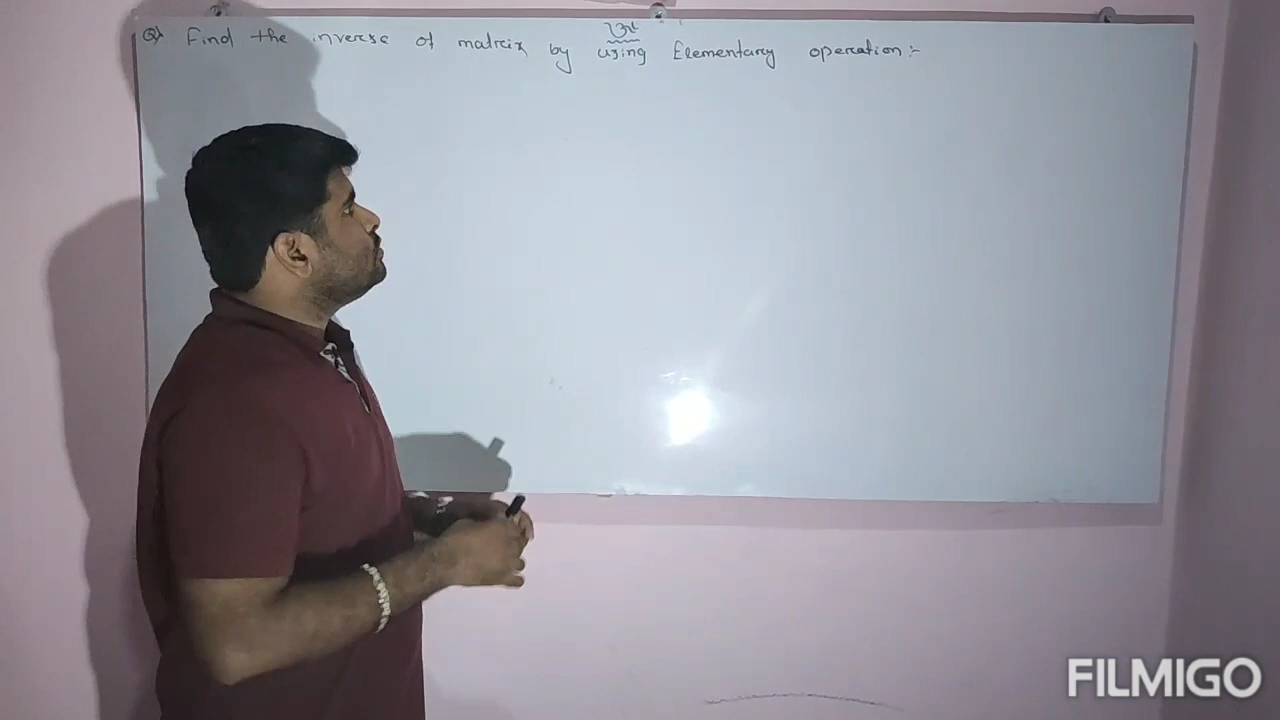 Q) Find the inverse of matrix by using Elementary operation :-
FILMIGO